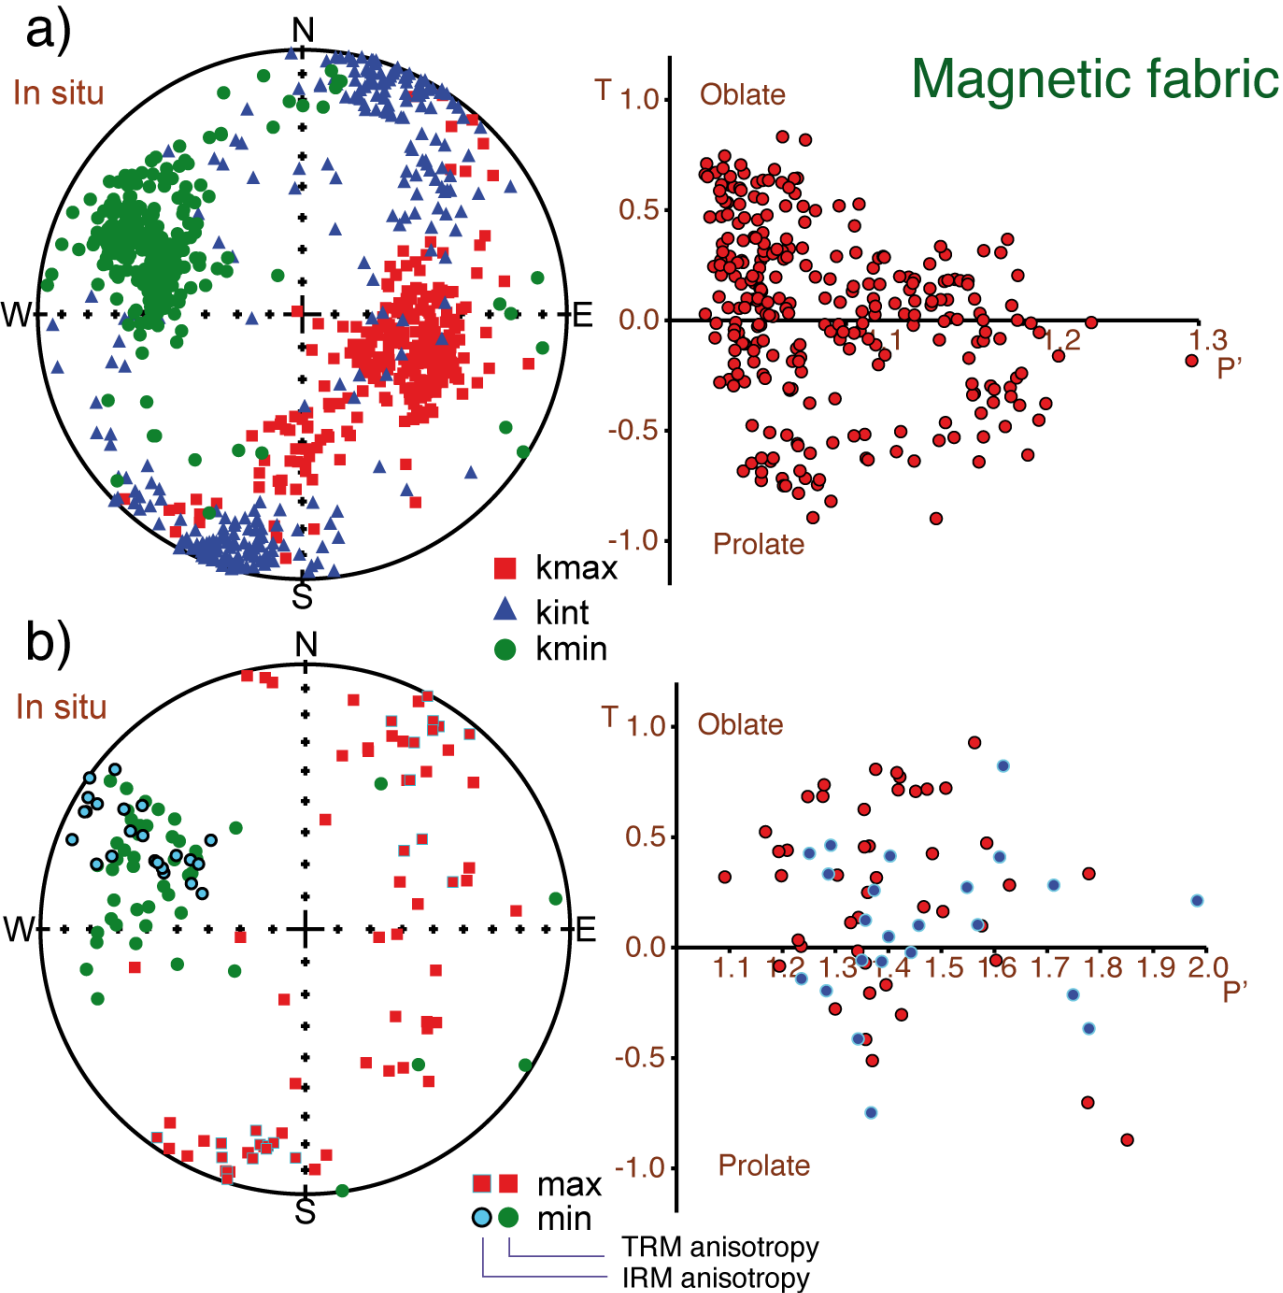 a)
Magnetic fabric
In situ
N
W
E
S
kmax
kint
kmin
T
1.0
Oblate
0.5
0.0
-0.5
-1.0
Prolate
1.2
1.3
P'
b)
In situ
N
W
E
S
max
min
TRM anisotropy
IRM anisotropy
T
1.0
Oblate
0.5
0.0
-0.5
-1.0
Prolate
1.1 1.2 1.3 1.4 1.5 1.6 1.7 1.8 1.9 2.0
P'